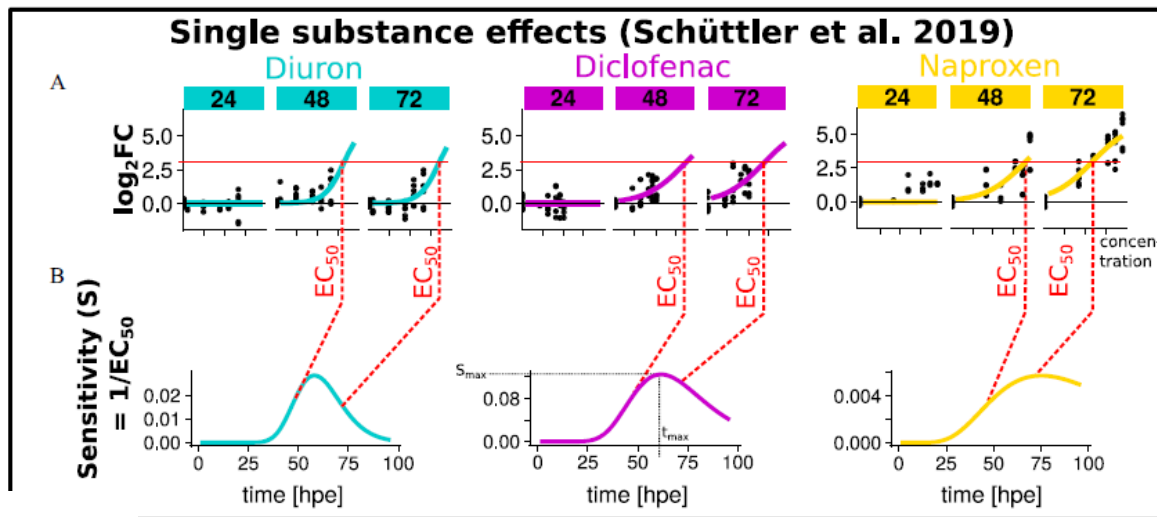 Single substance effects (Schüttler et al. 2019)
A
Diuron
Diclofenac
Naproxen
24 48 72
24 48 72
24 48 72
log₂FC
5.0
2.5
0.0
5.0
2.5
0.0
5.0
2.5
0.0
concen-
tration
EC₅₀
EC₅₀
EC₅₀
EC₅₀
EC₅₀
EC₅₀
B
Sensitivity (S)
= 1/EC₅₀
0.02
0.01
0.00
Sₘₐₓ
0.08
0.00
tₘₐₓ
0.004
0.000
0 25 50 75 100
0 25 50 75 100
0 25 50 75 100
time [hpe]
time [hpe]
time [hpe]